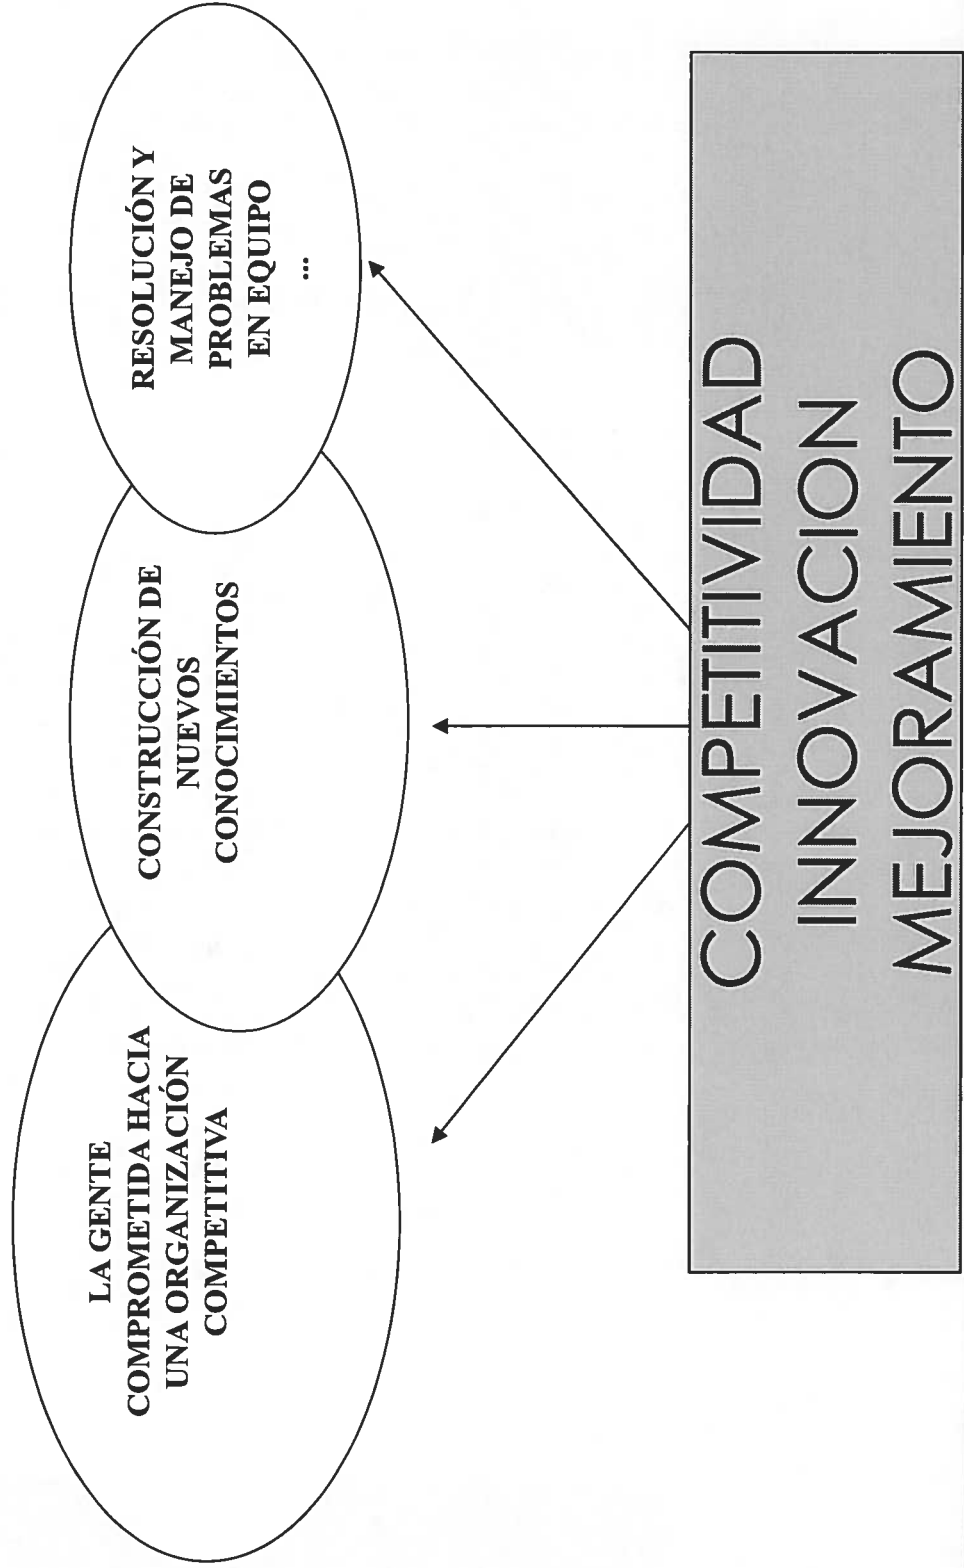 LA GENTE
COMPROMETIDA HACIA
UNA ORGANIZACIÓN
COMPETITIVA
CONSTRUCCIÓN DE
NUEVOS
CONOCIMIENTOS
RESOLUCIÓN Y
MANEJO DE
PROBLEMAS
EN EQUIPO
...
COMPETITIVIDAD
INNOVACION
MEJORAMIENTO